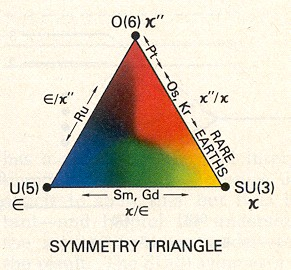 O(6) ϰ''
Pt → Os, Kr → RARE EARTHS
ϰ''/ϰ
∈/ϰ''
← Ru →
U(5)
∈
SU(3)
ϰ
← Sm, Gd →
ϰ/∈
SYMMETRY TRIANGLE